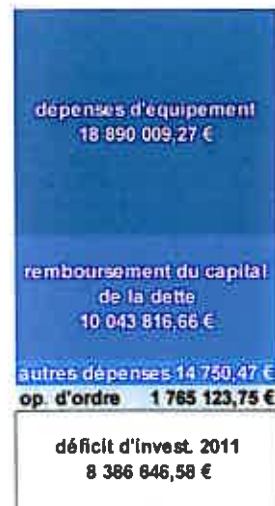 dépenses d'équipement
18 890 009,27 €
remboursement du capital
de la dette
10 043 816,66 €
autres dépenses 14 750,47 €
op. d'ordre 1 765 123,75 €
déficit d'invest. 2011
8 386 646,58 €